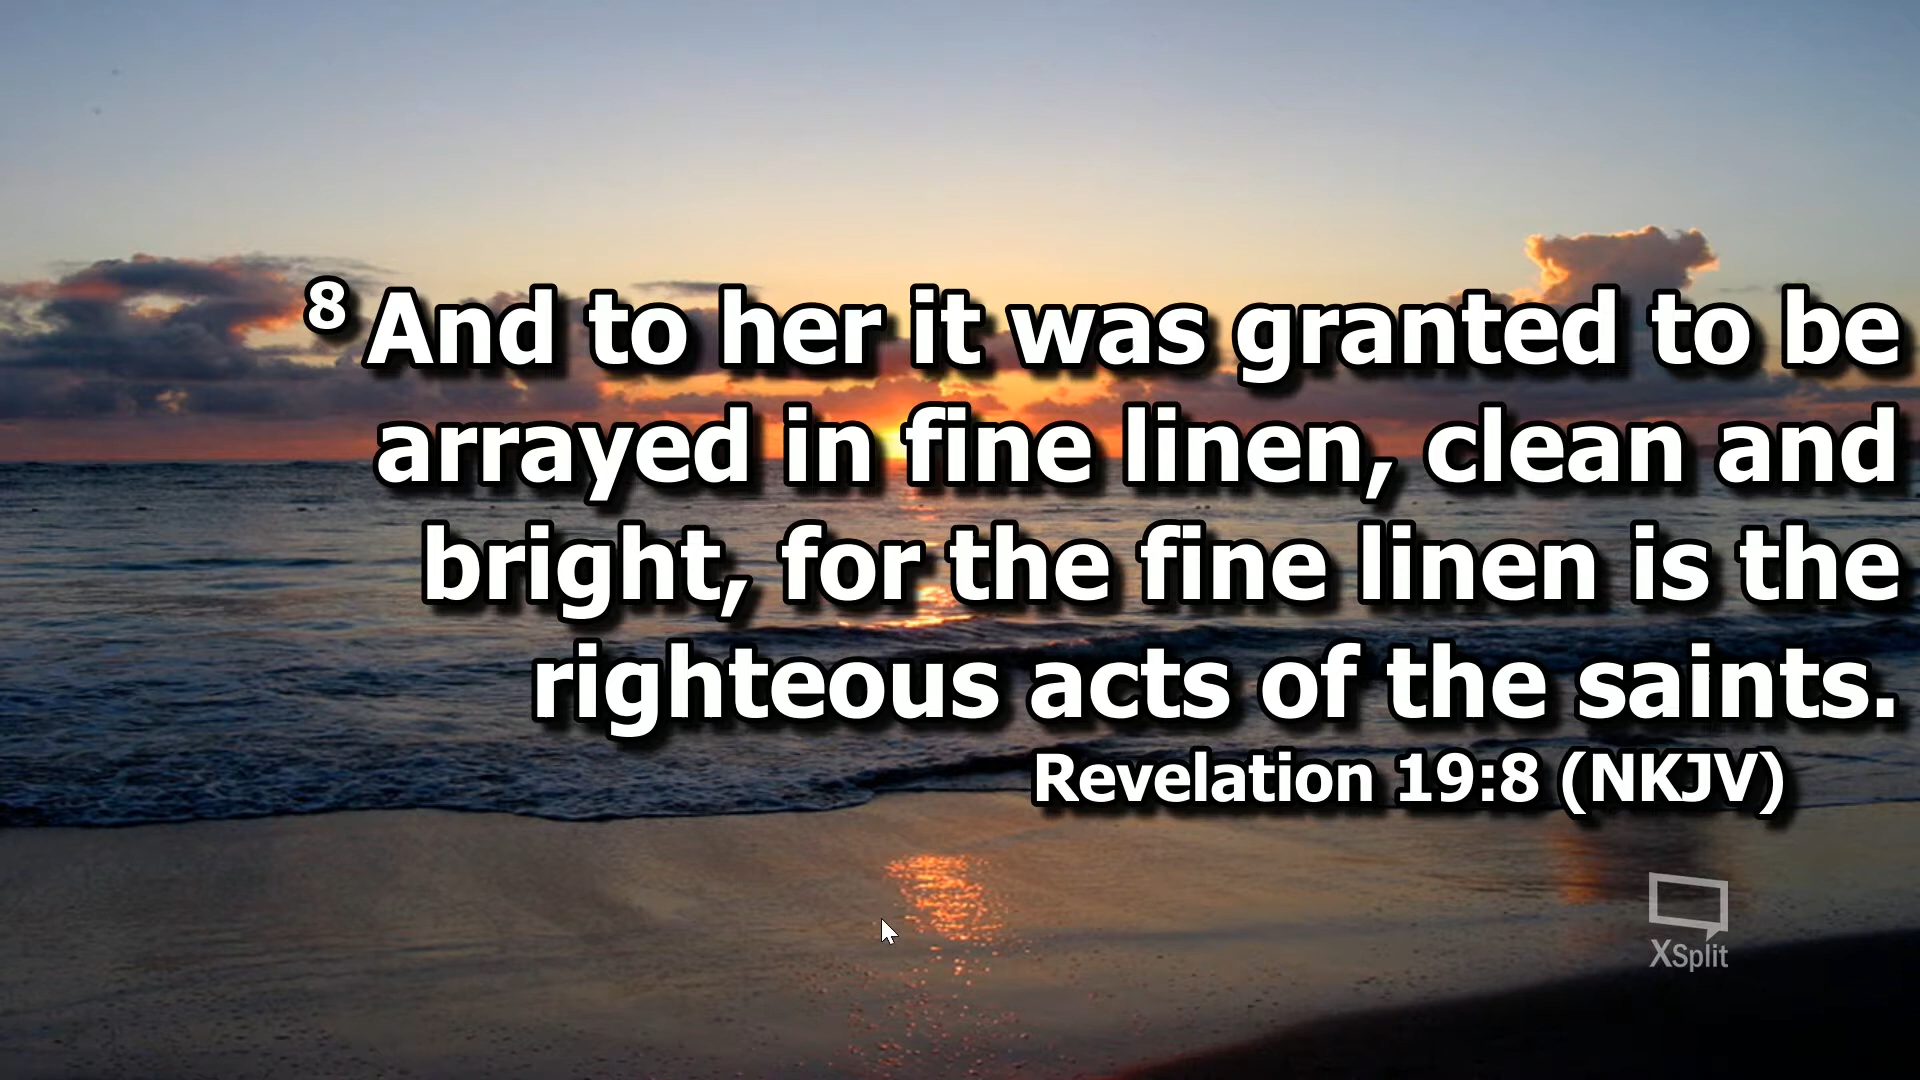 8 And to her it was granted to be
arrayed in fine linen, clean and
bright, for the fine linen is the
righteous acts of the saints.
Revelation 19:8 (NKJV)
XSplit